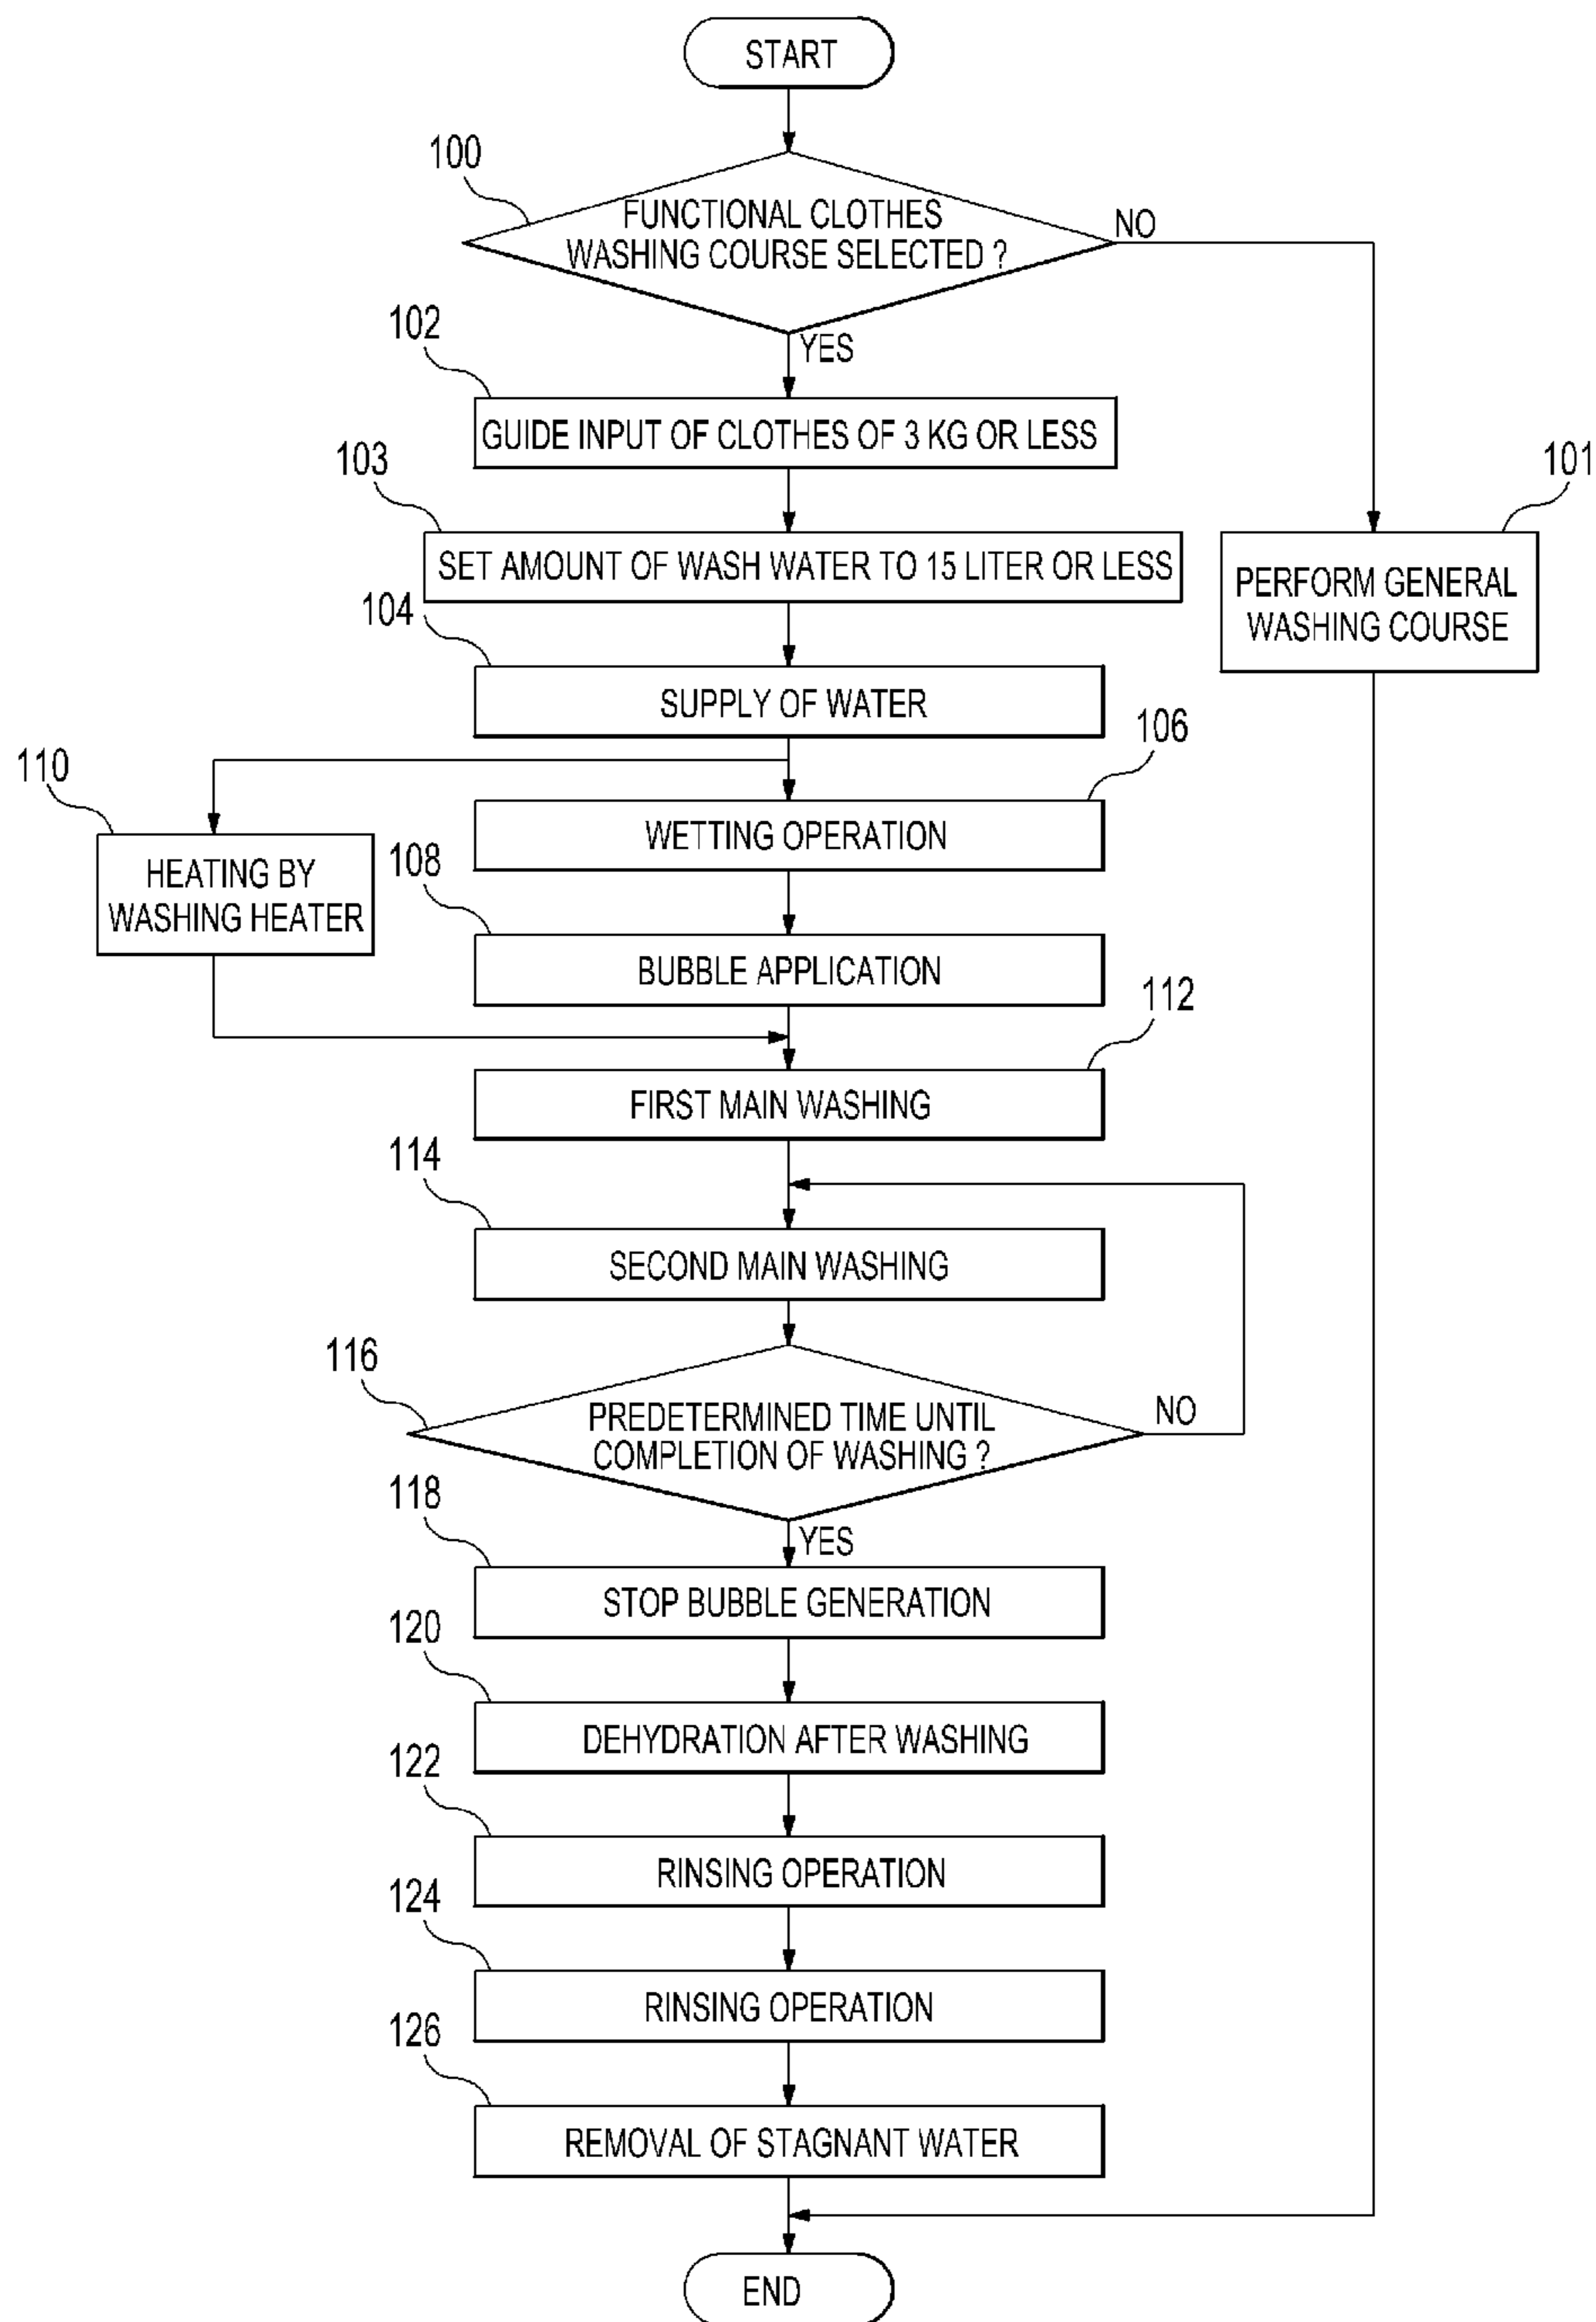 START
100
FUNCTIONAL CLOTHES
WASHING COURSE SELECTED ?
NO
YES
102
GUIDE INPUT OF CLOTHES OF 3 KG OR LESS
103
SET AMOUNT OF WASH WATER TO 15 LITER OR LESS
101
PERFORM GENERAL
WASHING COURSE
104
SUPPLY OF WATER
106
WETTING OPERATION
110
HEATING BY
WASHING HEATER
108
BUBBLE APPLICATION
112
FIRST MAIN WASHING
114
SECOND MAIN WASHING
116
PREDETERMINED TIME UNTIL
COMPLETION OF WASHING ?
NO
YES
118
STOP BUBBLE GENERATION
120
DEHYDRATION AFTER WASHING
122
RINSING OPERATION
124
RINSING OPERATION
126
REMOVAL OF STAGNANT WATER
END